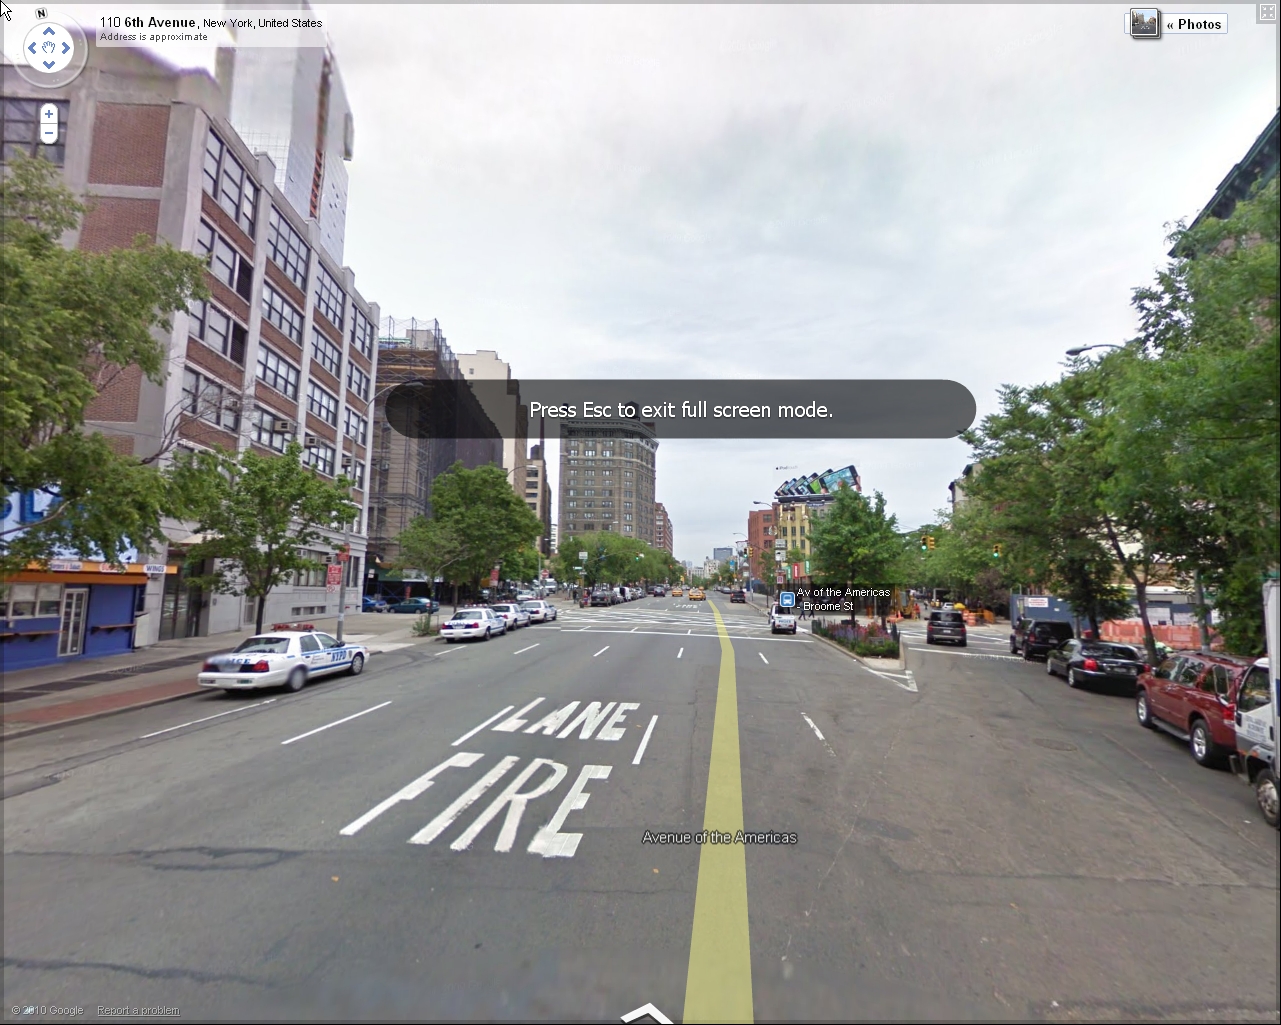 N
110 6th Avenue, New York, United States
Address is approximate
« Photos
Press Esc to exit full screen mode.
WINGS
Av of the Americas
- Broome St
NYPD
LANE
FIRE
Avenue of the Americas
© 2010 Google
Report a problem